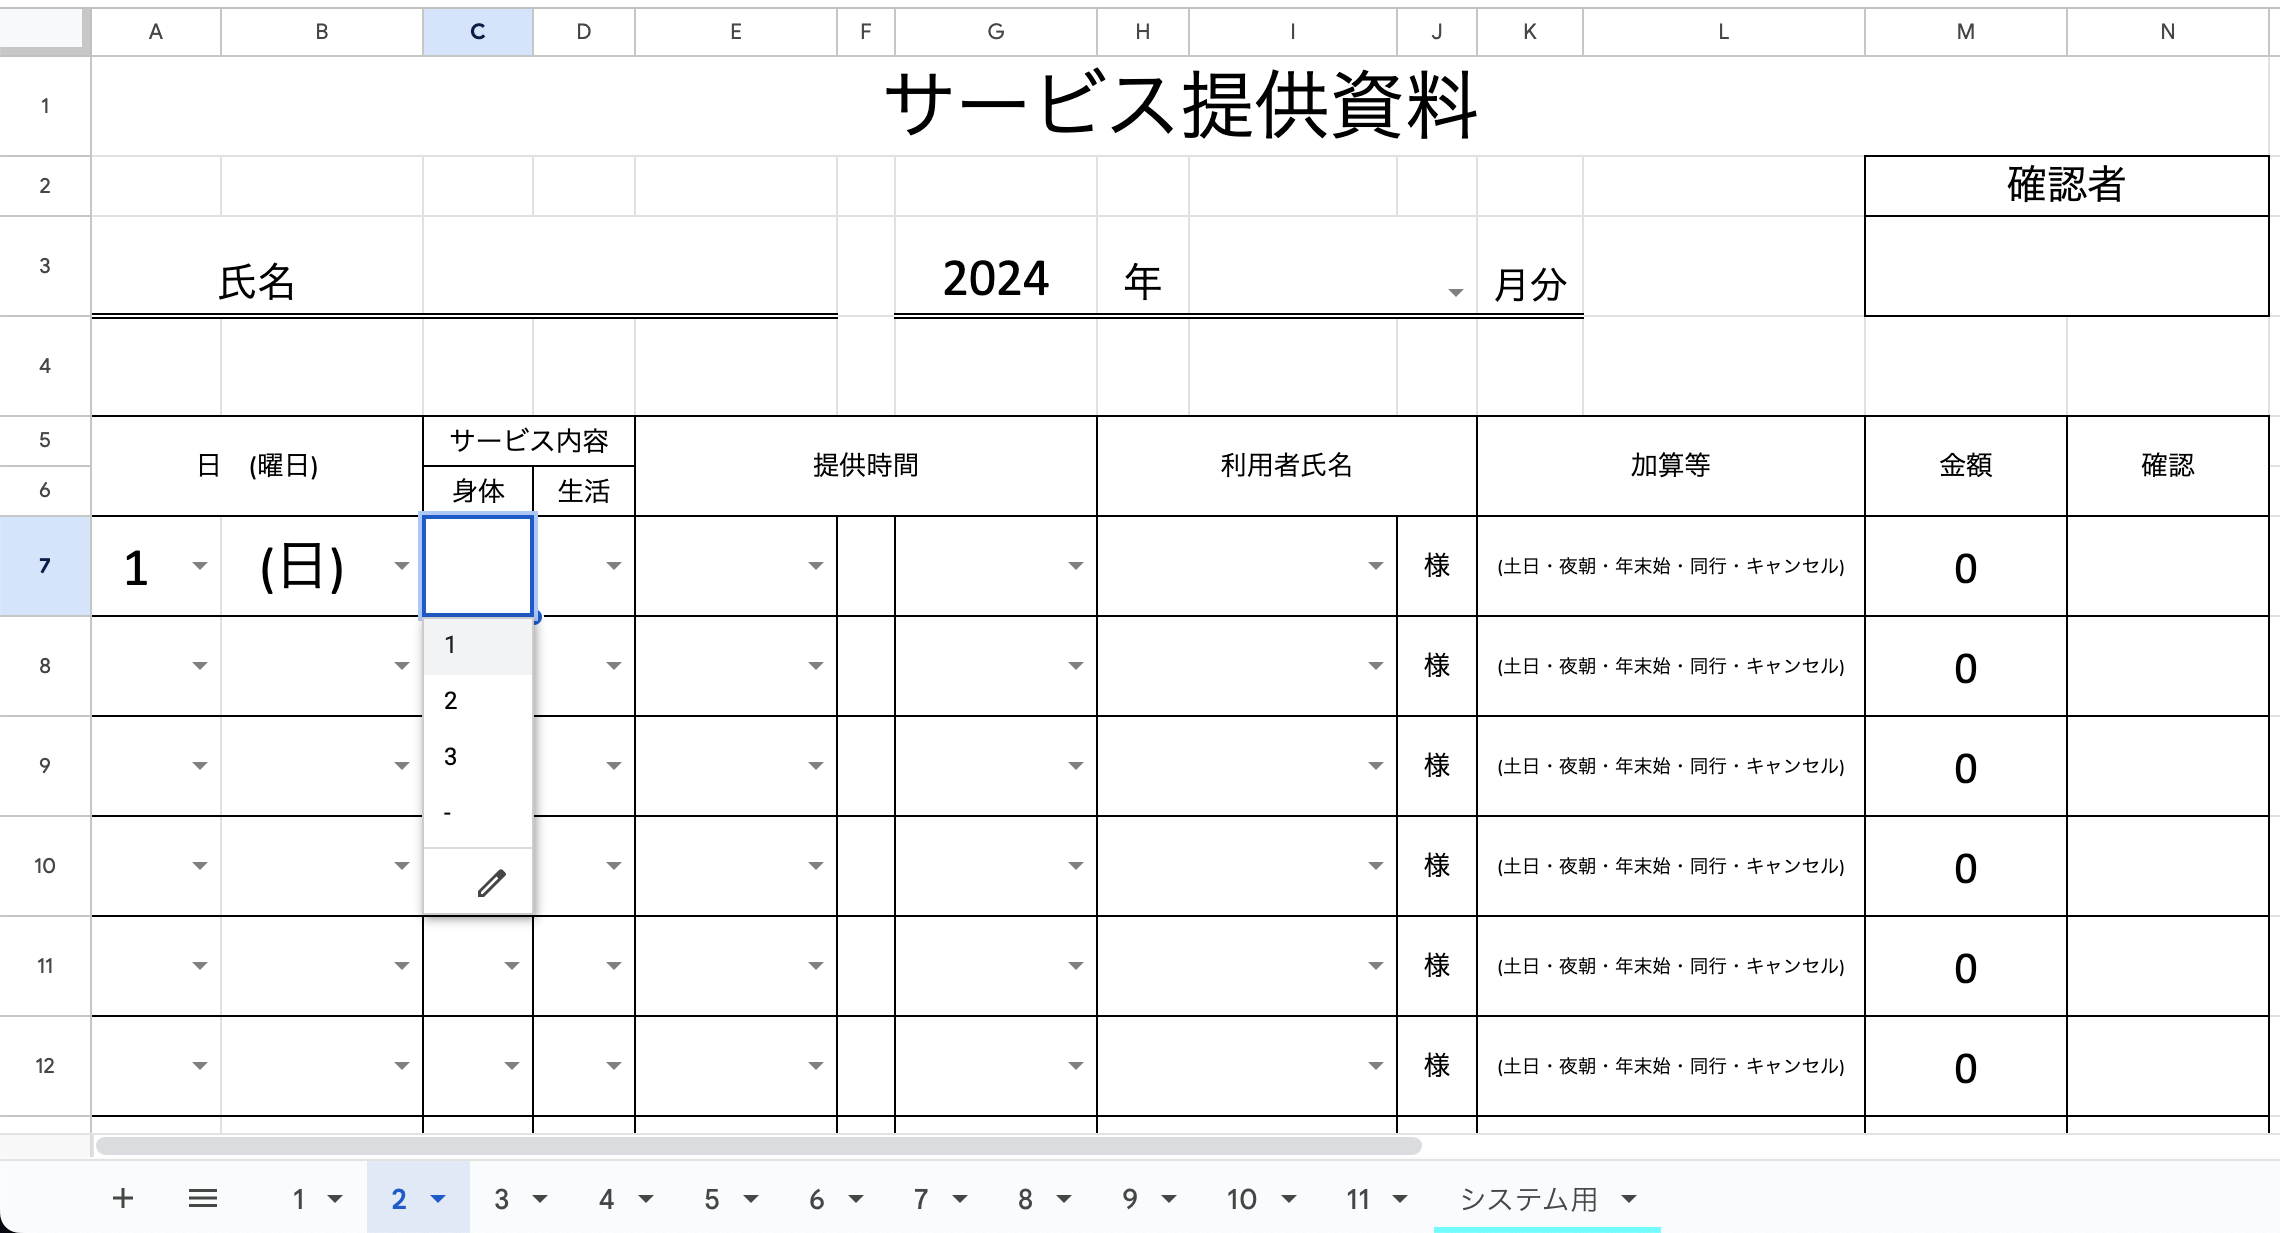 A B C D E F G H I J K L M N
1 サービス提供資料
2 確認者
3 氏名 2024 年 月分
4
5 日 (曜日) サービス内容 提供時間 利用者氏名 加算等 金額 確認
6 身体 生活
7 1 (日) 様 (土日・夜朝・年末始・同行・キャンセル) 0
1
8 様 (土日・夜朝・年末始・同行・キャンセル) 0
2
9 3 様 (土日・夜朝・年末始・同行・キャンセル) 0
-
10 様 (土日・夜朝・年末始・同行・キャンセル) 0
11 様 (土日・夜朝・年末始・同行・キャンセル) 0
12 様 (土日・夜朝・年末始・同行・キャンセル) 0
+ 1 2 3 4 5 6 7 8 9 10 11 システム用